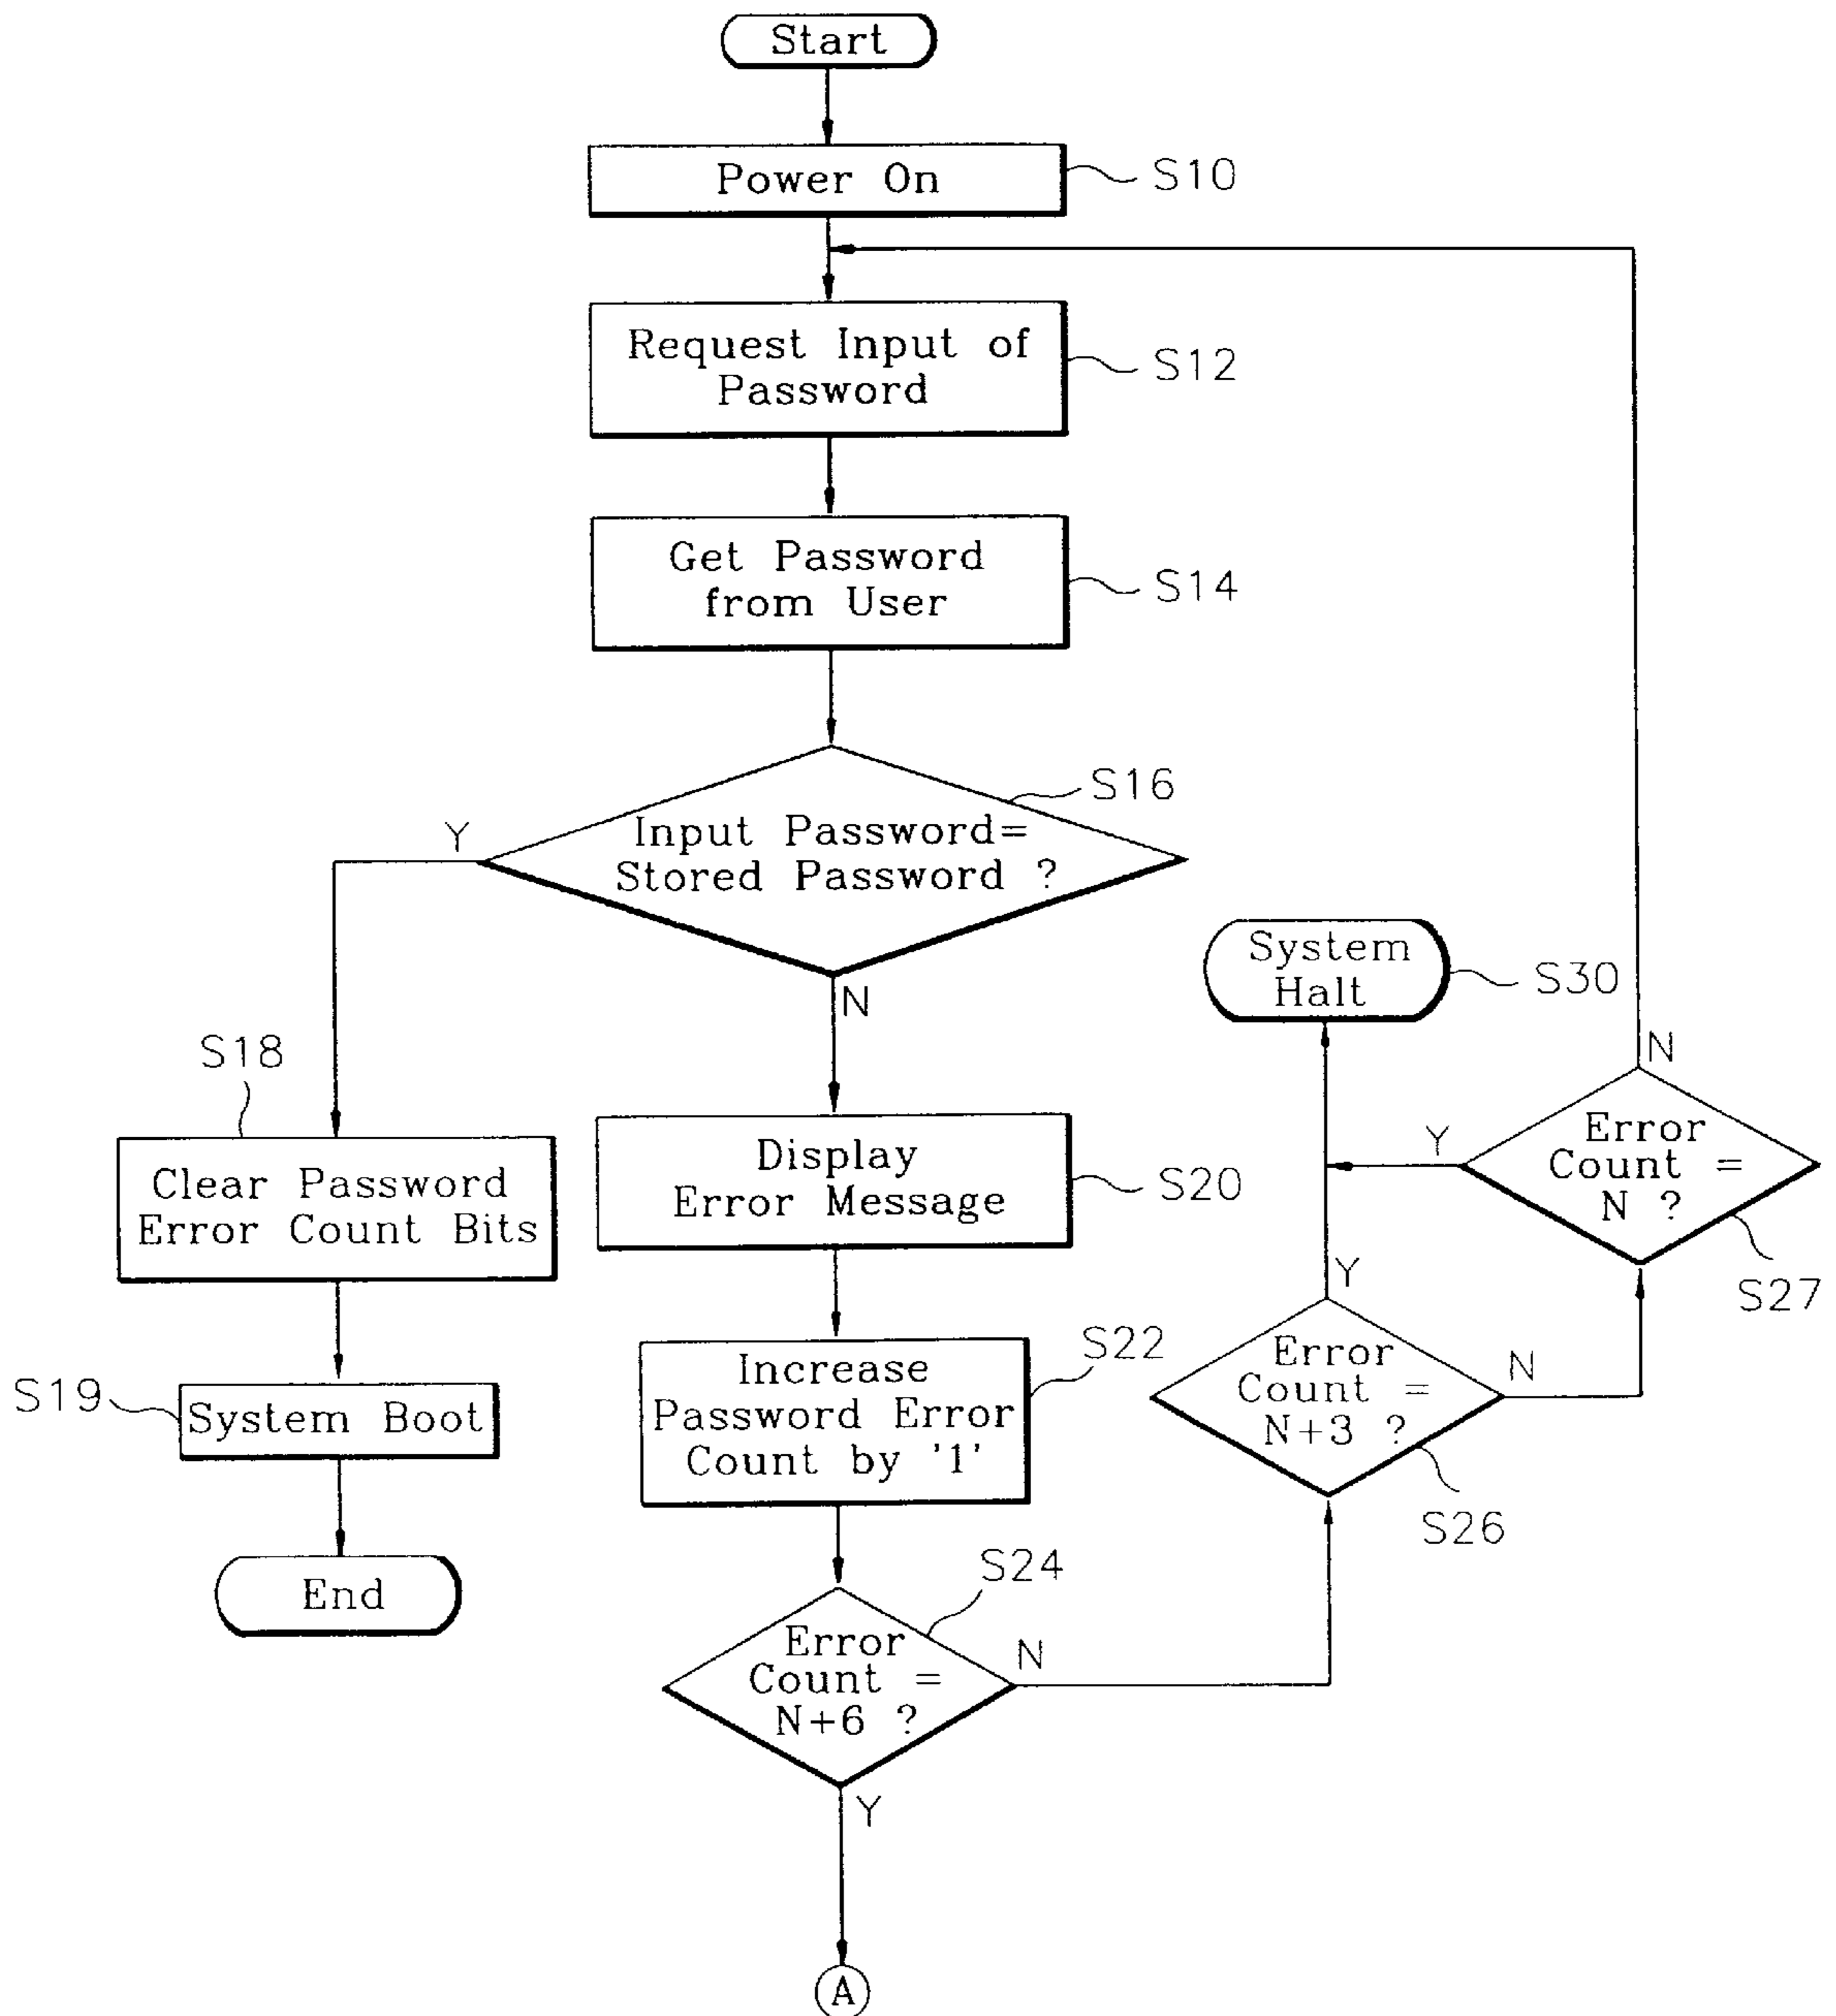 Start
Power On
S10
Request Input of
Password
S12
Get Password
from User
S14
S16
Input Password=
Stored Password ?
Y
N
System
Halt
S30
S18
Clear Password
Error Count Bits
Display
Error Message
S20
N
Error
Count =
N ?
Y
S27
S19
System Boot
Increase
Password Error
Count by '1'
S22
Y
Error
Count =
N+3 ?
N
S26
End
S24
Error
Count =
N+6 ?
N
Y
A